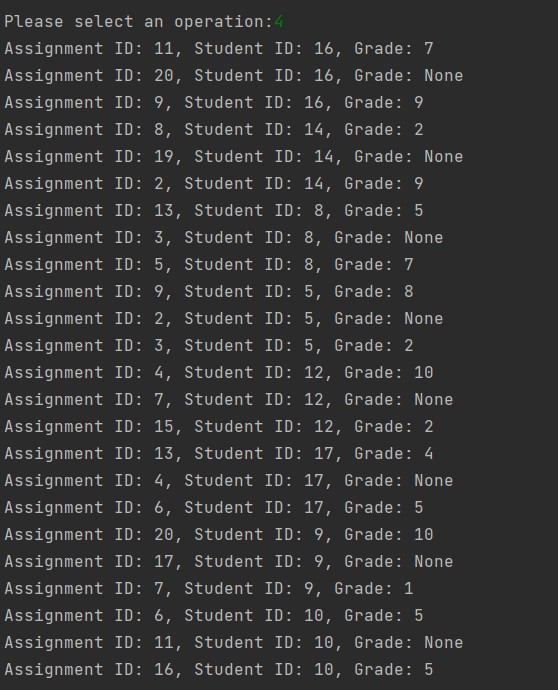 Please select an operation:4
Assignment ID: 11, Student ID: 16, Grade: 7
Assignment ID: 20, Student ID: 16, Grade: None
Assignment ID: 9, Student ID: 16, Grade: 9
Assignment ID: 8, Student ID: 14, Grade: 2
Assignment ID: 19, Student ID: 14, Grade: None
Assignment ID: 2, Student ID: 14, Grade: 9
Assignment ID: 13, Student ID: 8, Grade: 5
Assignment ID: 3, Student ID: 8, Grade: None
Assignment ID: 5, Student ID: 8, Grade: 7
Assignment ID: 9, Student ID: 5, Grade: 8
Assignment ID: 2, Student ID: 5, Grade: None
Assignment ID: 3, Student ID: 5, Grade: 2
Assignment ID: 4, Student ID: 12, Grade: 10
Assignment ID: 7, Student ID: 12, Grade: None
Assignment ID: 15, Student ID: 12, Grade: 2
Assignment ID: 13, Student ID: 17, Grade: 4
Assignment ID: 4, Student ID: 17, Grade: None
Assignment ID: 6, Student ID: 17, Grade: 5
Assignment ID: 20, Student ID: 9, Grade: 10
Assignment ID: 17, Student ID: 9, Grade: None
Assignment ID: 7, Student ID: 9, Grade: 1
Assignment ID: 6, Student ID: 10, Grade: 5
Assignment ID: 11, Student ID: 10, Grade: None
Assignment ID: 16, Student ID: 10, Grade: 5